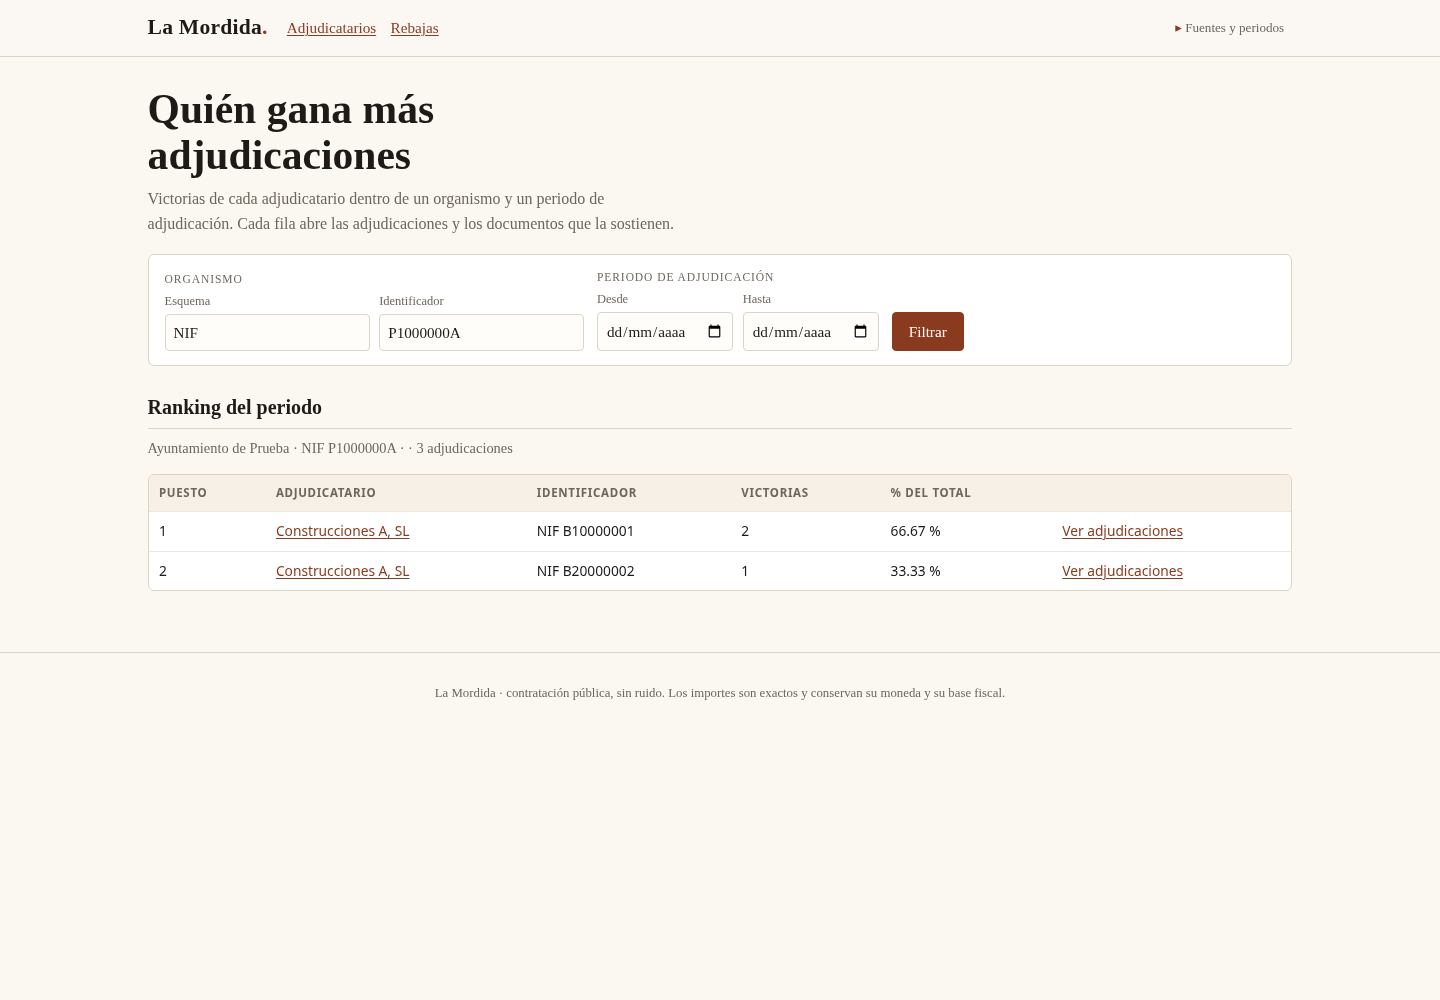 La Mordida. Adjudicatarios Rebajas ▸ Fuentes y periodos
Quién gana más
adjudicaciones
Victorias de cada adjudicatario dentro de un organismo y un periodo de
adjudicación. Cada fila abre las adjudicaciones y los documentos que la sostienen.
ORGANISMO
Esquema Identificador
NIF P1000000A
PERIODO DE ADJUDICACIÓN
Desde Hasta
dd/mm/aaaa dd/mm/aaaa Filtrar
Ranking del periodo
Ayuntamiento de Prueba · NIF P1000000A · · 3 adjudicaciones
PUESTO ADJUDICATARIO IDENTIFICADOR VICTORIAS % DEL TOTAL
1 Construcciones A, SL NIF B10000001 2 66.67 % Ver adjudicaciones
2 Construcciones A, SL NIF B20000002 1 33.33 % Ver adjudicaciones
La Mordida · contratación pública, sin ruido. Los importes son exactos y conservan su moneda y su base fiscal.